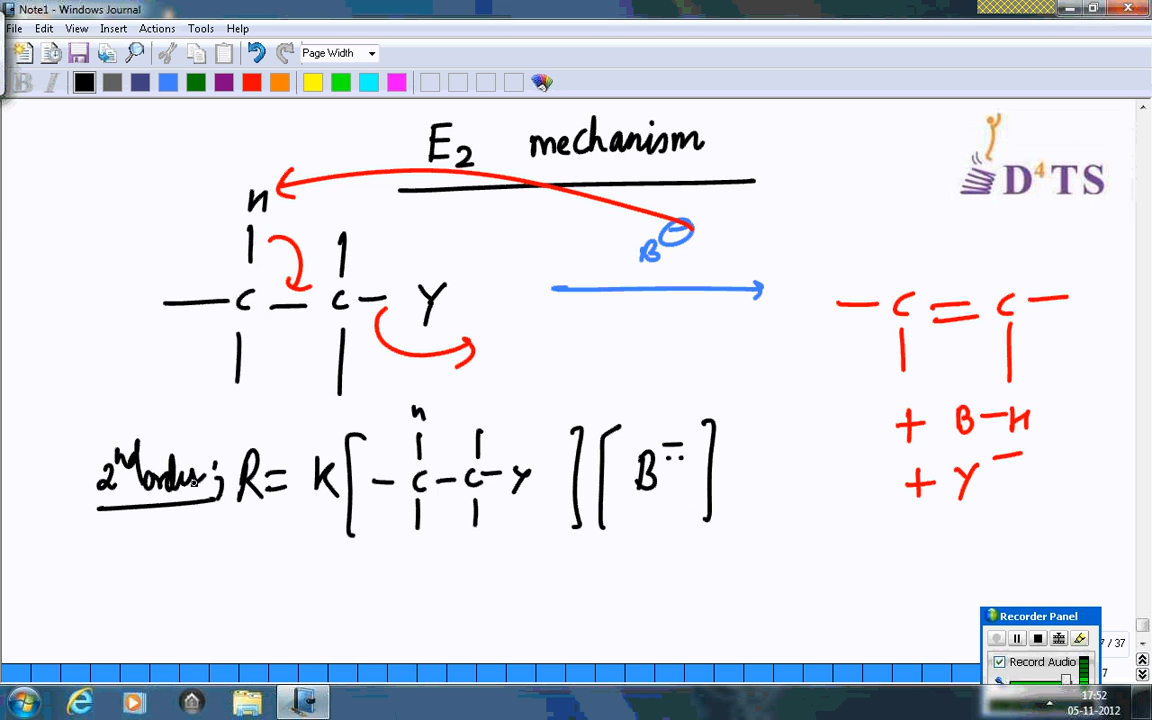 Note1 - Windows Journal
File Edit View Insert Actions Tools Help
Page Width
B I
E2 mechanism
D4TS
H
B⊖
— C — C — Y
— C = C —
+ B—H
+ Y—
2nd order; R = K[ — C — C — Y ][ B ]
H
Recorder Panel
7 / 37
Record Audio
7
17:52
05-11-2012